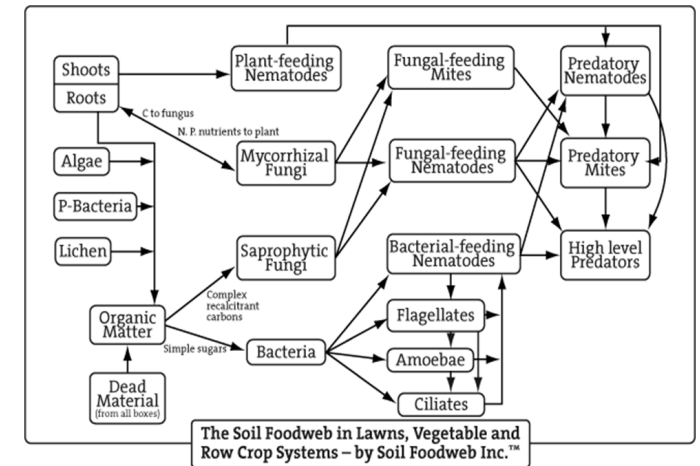 Shoots
Roots
Plant-feeding
Nematodes
Fungal-feeding
Mites
Predatory
Nematodes
C to fungus
N. P. nutrients to plant
Algae
Mycorrhizal
Fungi
Fungal-feeding
Nematodes
Predatory
Mites
P-Bacteria
Lichen
Saprophytic
Fungi
Bacterial-feeding
Nematodes
High level
Predators
Complex
recalcitrant
carbons
Organic
Matter
Simple sugars
Bacteria
Flagellates
Amoebae
Ciliates
Dead
Material
(from all boxes)
The Soil Foodweb in Lawns, Vegetable and
Row Crop Systems – by Soil Foodweb Inc.™